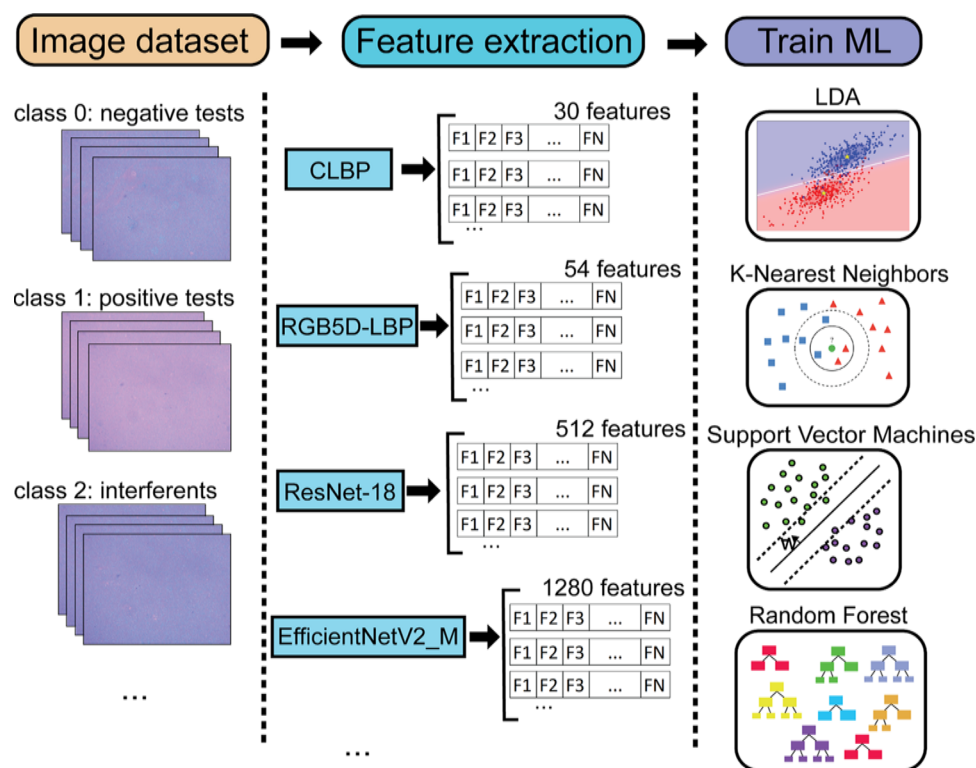 Image dataset
Feature extraction
Train ML
class 0: negative tests
class 1: positive tests
class 2: interferents
...
CLBP
30 features
F1 F2 F3 ... FN
F1 F2 F3 ... FN
F1 F2 F3 ... FN
...
RGB5D-LBP
54 features
F1 F2 F3 ... FN
F1 F2 F3 ... FN
F1 F2 F3 ... FN
...
ResNet-18
512 features
F1 F2 F3 ... FN
F1 F2 F3 ... FN
F1 F2 F3 ... FN
...
EfficientNetV2_M
1280 features
F1 F2 F3 ... FN
F1 F2 F3 ... FN
F1 F2 F3 ... FN
...
...
LDA
K-Nearest Neighbors
?
Support Vector Machines
W
Random Forest